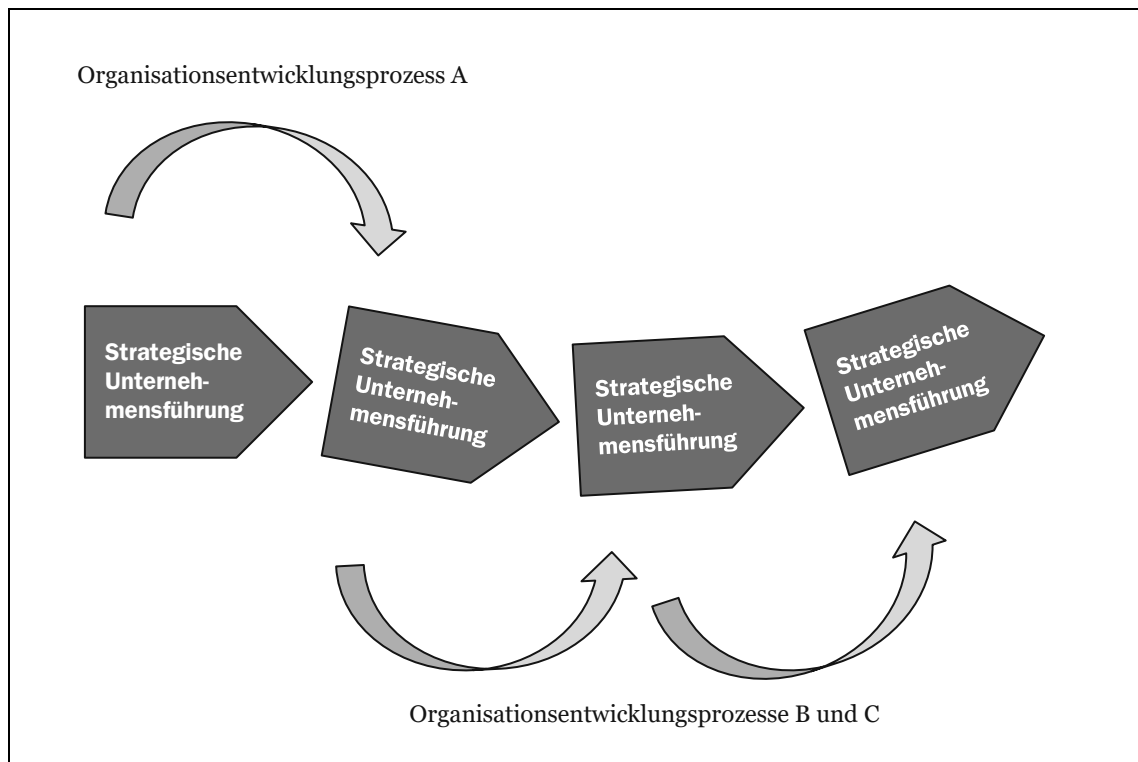 Organisationsentwicklungsprozess A
Strategische
Unterneh-
mensführung
Strategische
Unterneh-
mensführung
Strategische
Unterneh-
mensführung
Strategische
Unterneh-
mensführung
Organisationsentwicklungsprozesse B und C